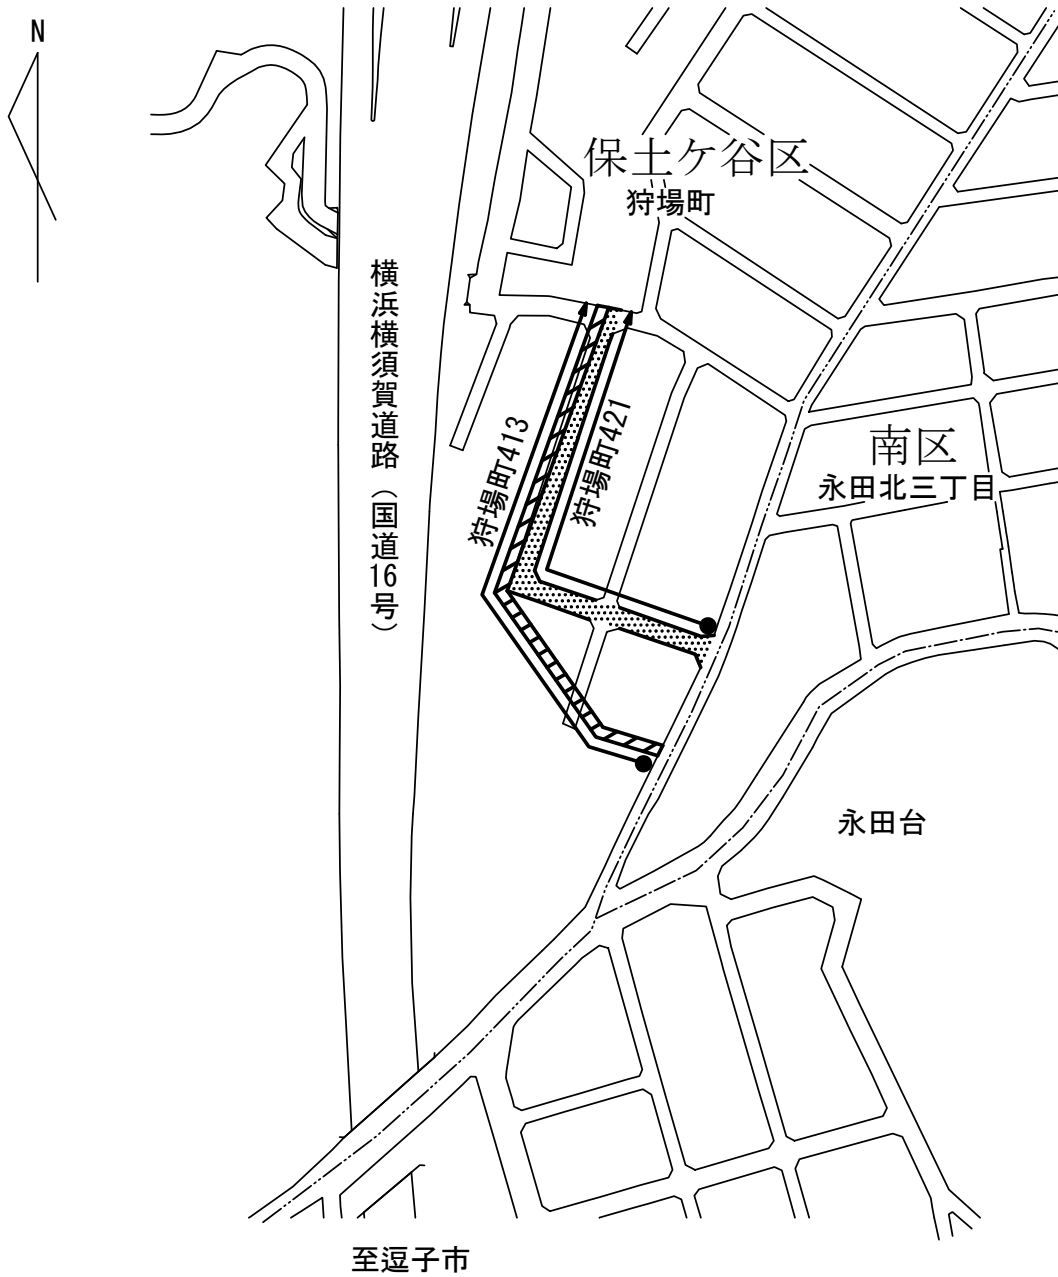 N
保土ケ谷区
狩場町
横浜横須賀道路（国道16号）
狩場町413
狩場町421
南区
永田北三丁目
永田台
至逗子市